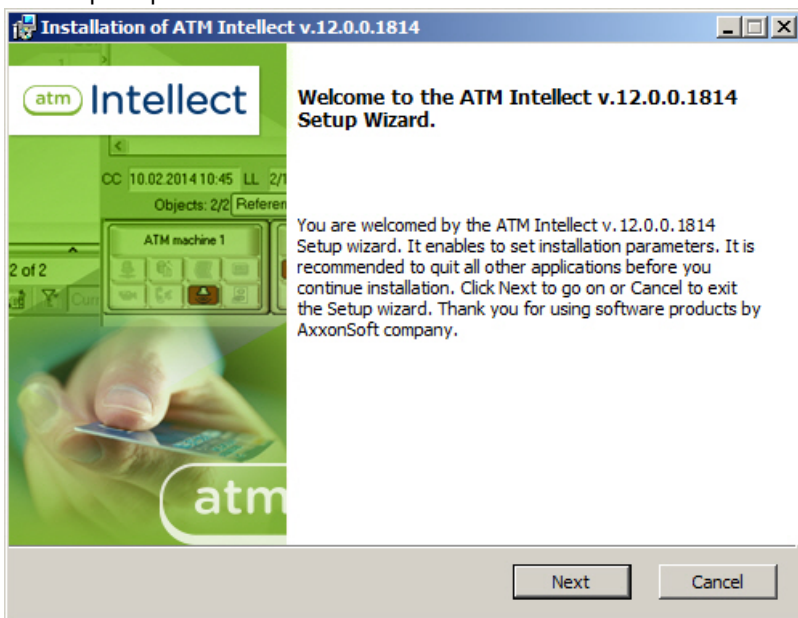 Installation of ATM Intellect v.12.0.0.1814
atm Intellect
CC 10.02.2014 10:45 LL 2/1
Objects: 2/2 Referen
ATM machine 1
2 of 2
Curr
atm
Welcome to the ATM Intellect v.12.0.0.1814
Setup Wizard.
You are welcomed by the ATM Intellect v.12.0.0.1814
Setup wizard. It enables to set installation parameters. It is
recommended to quit all other applications before you
continue installation. Click Next to go on or Cancel to exit
the Setup wizard. Thank you for using software products by
AxxonSoft company.
Next
Cancel